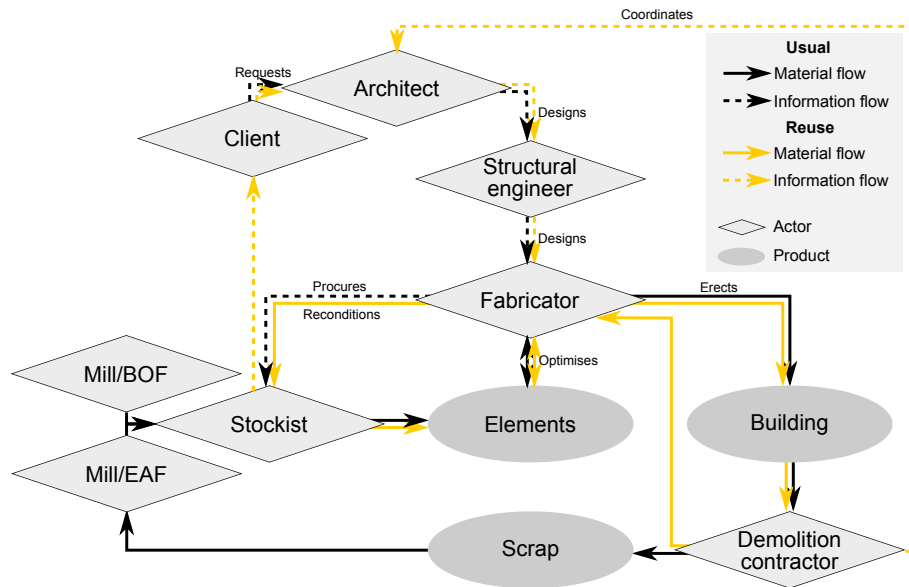 Coordinates
Usual
Material flow
Information flow
Reuse
Material flow
Information flow
Actor
Product
Requests
Architect
Client
Designs
Structural
engineer
Designs
Procures
Fabricator
Erects
Reconditions
Optimises
Mill/BOF
Stockist
Elements
Building
Mill/EAF
Scrap
Demolition
contractor